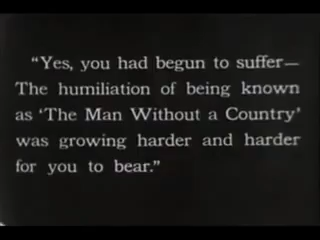 “Yes, you had begun to suffer—
The humiliation of being known
as ‘The Man Without a Country’
was growing harder and harder
for you to bear.”